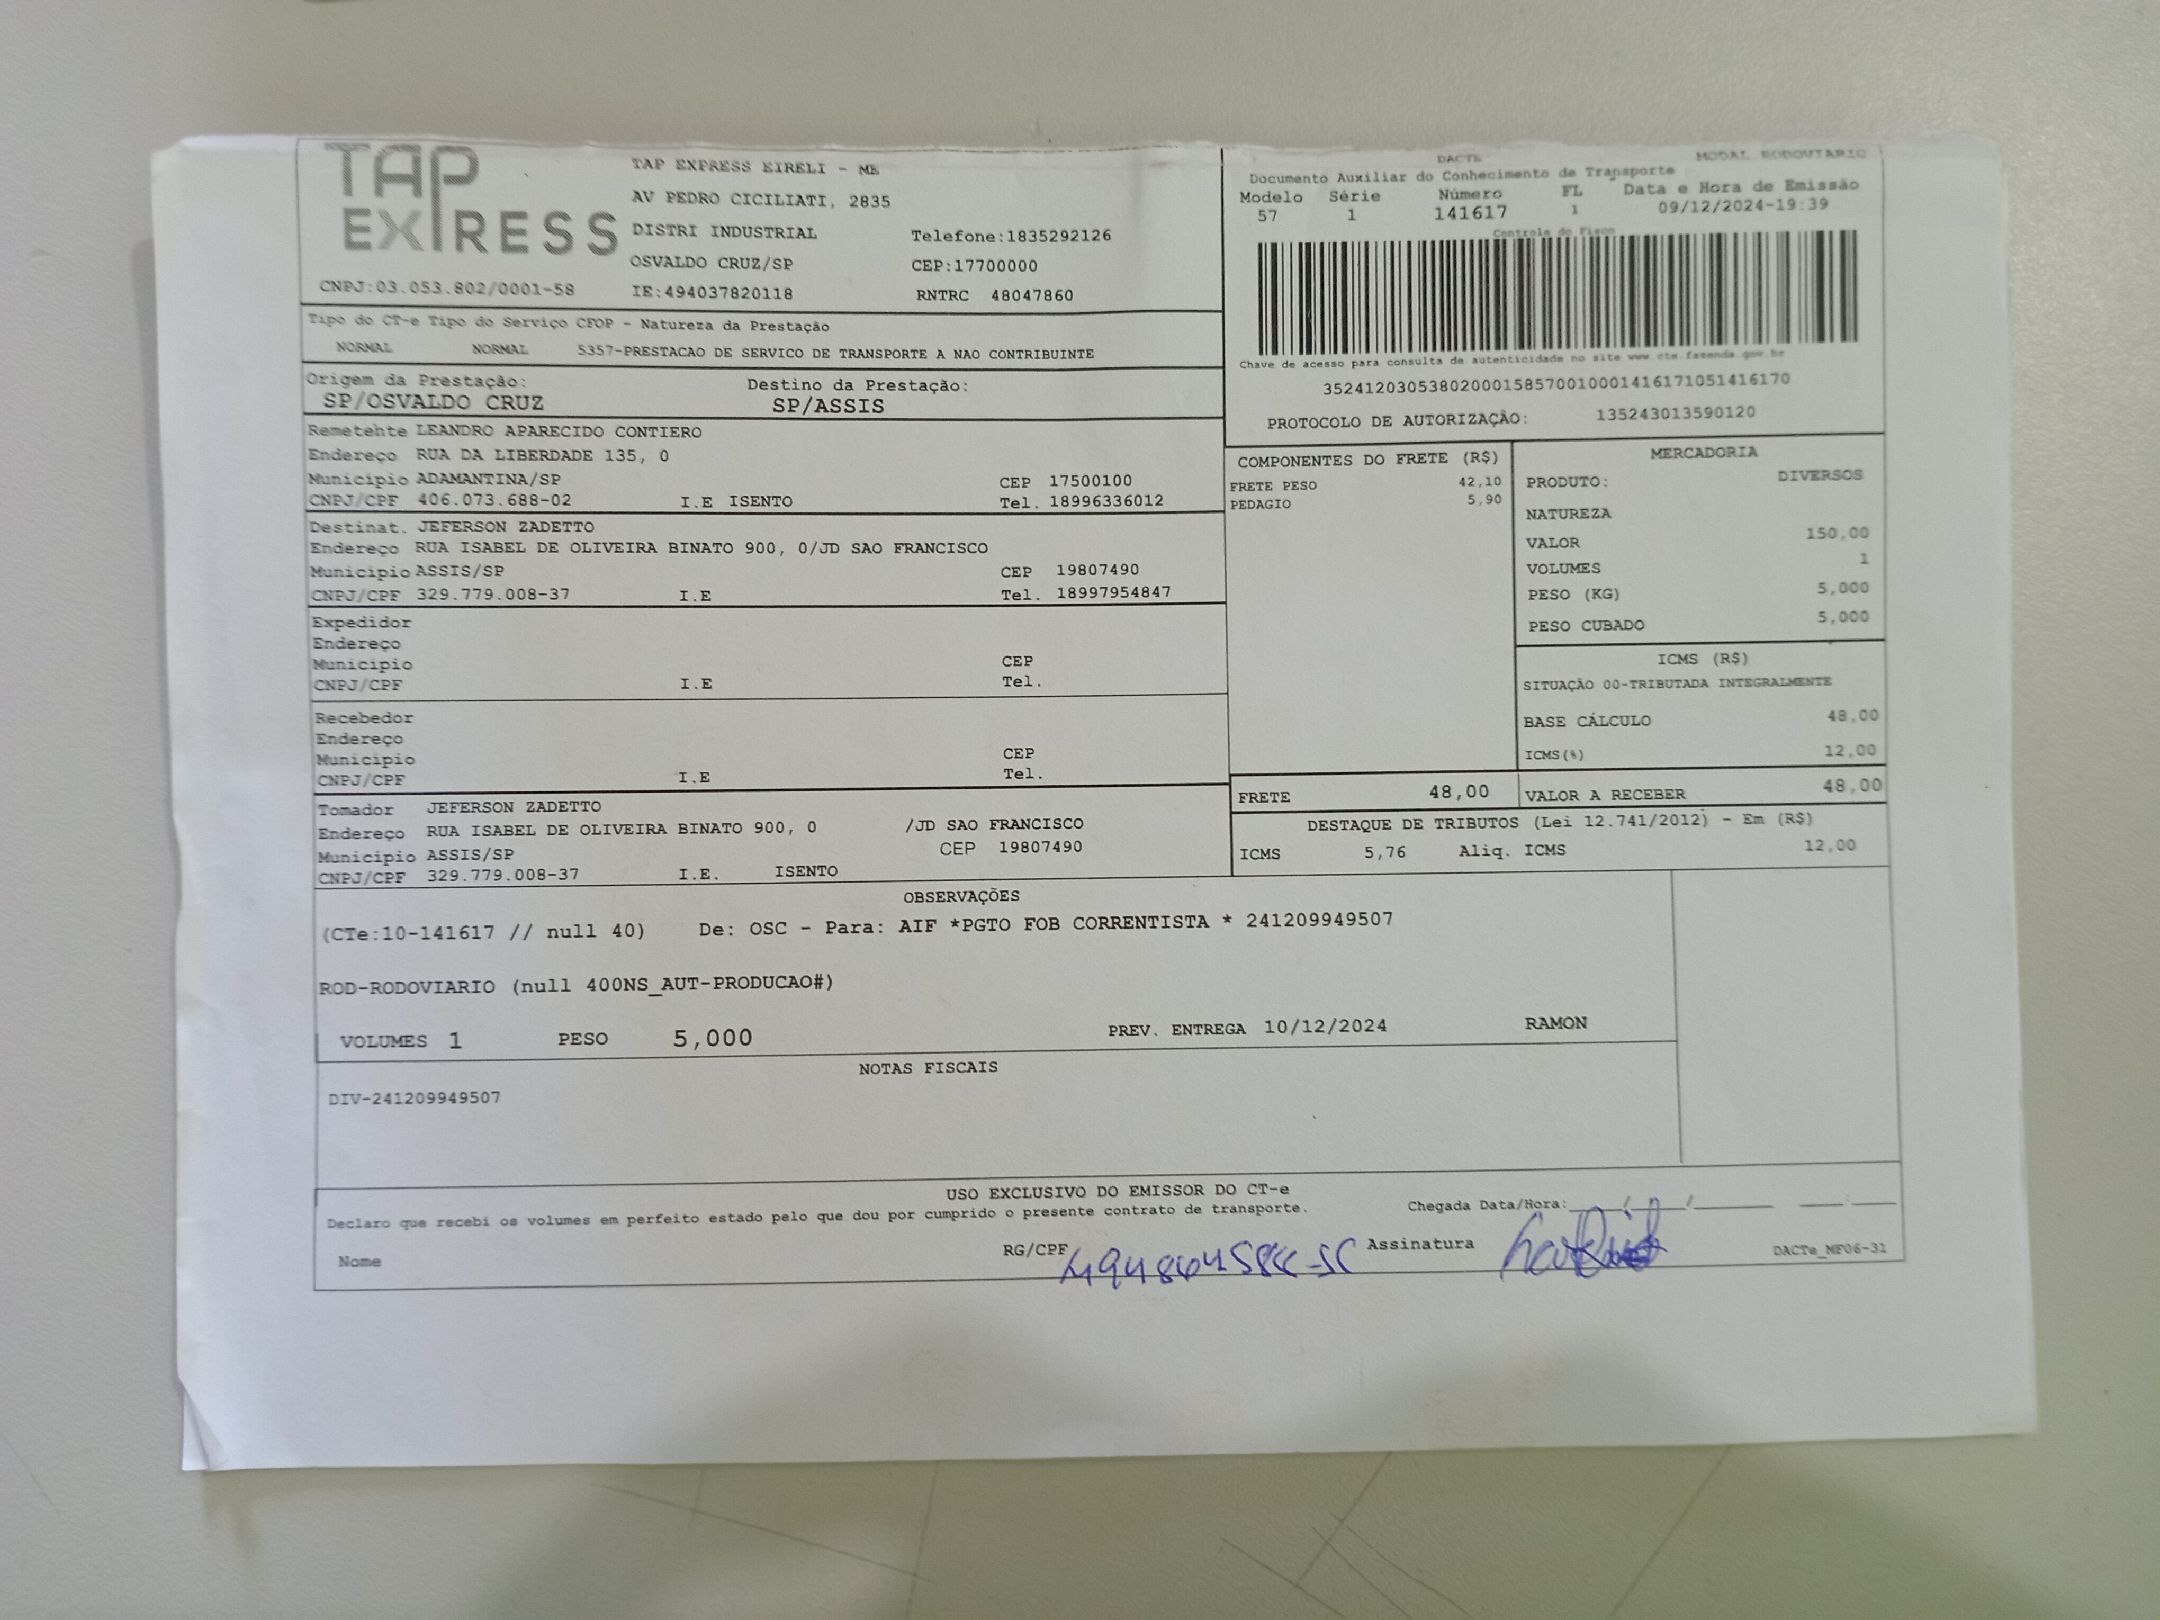 TAP
EXPRESS
TAP EXPRESS EIRELI - ME
AV PEDRO CICILIATI, 2835
DISTRI INDUSTRIAL Telefone:1835292126
OSVALDO CRUZ/SP CEP:17700000
CNPJ:03.053.802/0001-58 IE:494037820118 RNTRC 48047860
DACTE MODAL RODOVIARIO
Documento Auxiliar do Conhecimento de Transporte
Modelo Série Número FL Data e Hora de Emissão
57 1 141617 1 09/12/2024-19:39
Controle do Fisco
Chave de acesso para consulta de autenticidade no site www.cte.fazenda.gov.br
35241203053802000158570010001416171051416170
PROTOCOLO DE AUTORIZAÇÃO: 135243013590120
Tipo do CT-e Tipo do Serviço CFOP - Natureza da Prestação
NORMAL NORMAL 5357-PRESTACAO DE SERVICO DE TRANSPORTE A NAO CONTRIBUINTE
Origem da Prestação: Destino da Prestação:
SP/OSVALDO CRUZ SP/ASSIS
Remetente LEANDRO APARECIDO CONTIERO
Endereço RUA DA LIBERDADE 135, 0
Municipio ADAMANTINA/SP CEP 17500100
CNPJ/CPF 406.073.688-02 I.E ISENTO Tel. 18996336012
Destinat. JEFERSON ZADETTO
Endereço RUA ISABEL DE OLIVEIRA BINATO 900, 0/JD SAO FRANCISCO
Municipio ASSIS/SP CEP 19807490
CNPJ/CPF 329.779.008-37 I.E Tel. 18997954847
Expedidor
Endereço
Municipio CEP
CNPJ/CPF I.E Tel.
Recebedor
Endereço
Municipio CEP
CNPJ/CPF I.E Tel.
Tomador JEFERSON ZADETTO
Endereço RUA ISABEL DE OLIVEIRA BINATO 900, 0 /JD SAO FRANCISCO
Municipio ASSIS/SP CEP 19807490
CNPJ/CPF 329.779.008-37 I.E. ISENTO
COMPONENTES DO FRETE (R$)
FRETE PESO 42,10
PEDAGIO 5,90
MERCADORIA
PRODUTO: DIVERSOS
NATUREZA
VALOR 150,00
VOLUMES 1
PESO (KG) 5,000
PESO CUBADO 5,000
ICMS (R$)
SITUAÇÃO 00-TRIBUTADA INTEGRALMENTE
BASE CÁLCULO 48,00
ICMS(%) 12,00
FRETE 48,00 VALOR A RECEBER 48,00
DESTAQUE DE TRIBUTOS (Lei 12.741/2012) - Em (R$)
ICMS 5,76 Aliq. ICMS 12,00
OBSERVAÇÕES
(CTe:10-141617 // null 40) De: OSC - Para: AIF *PGTO FOB CORRENTISTA * 241209949507
ROD-RODOVIARIO (null 400NS_AUT-PRODUCAO#)
VOLUMES 1 PESO 5,000 PREV. ENTREGA 10/12/2024 RAMON
NOTAS FISCAIS
DIV-241209949507
USO EXCLUSIVO DO EMISSOR DO CT-e
Declaro que recebi os volumes em perfeito estado pelo que dou por cumprido o presente contrato de transporte. Chegada Data/Hora:
Nome RG/CPF Assinatura DACTe_MF06-31